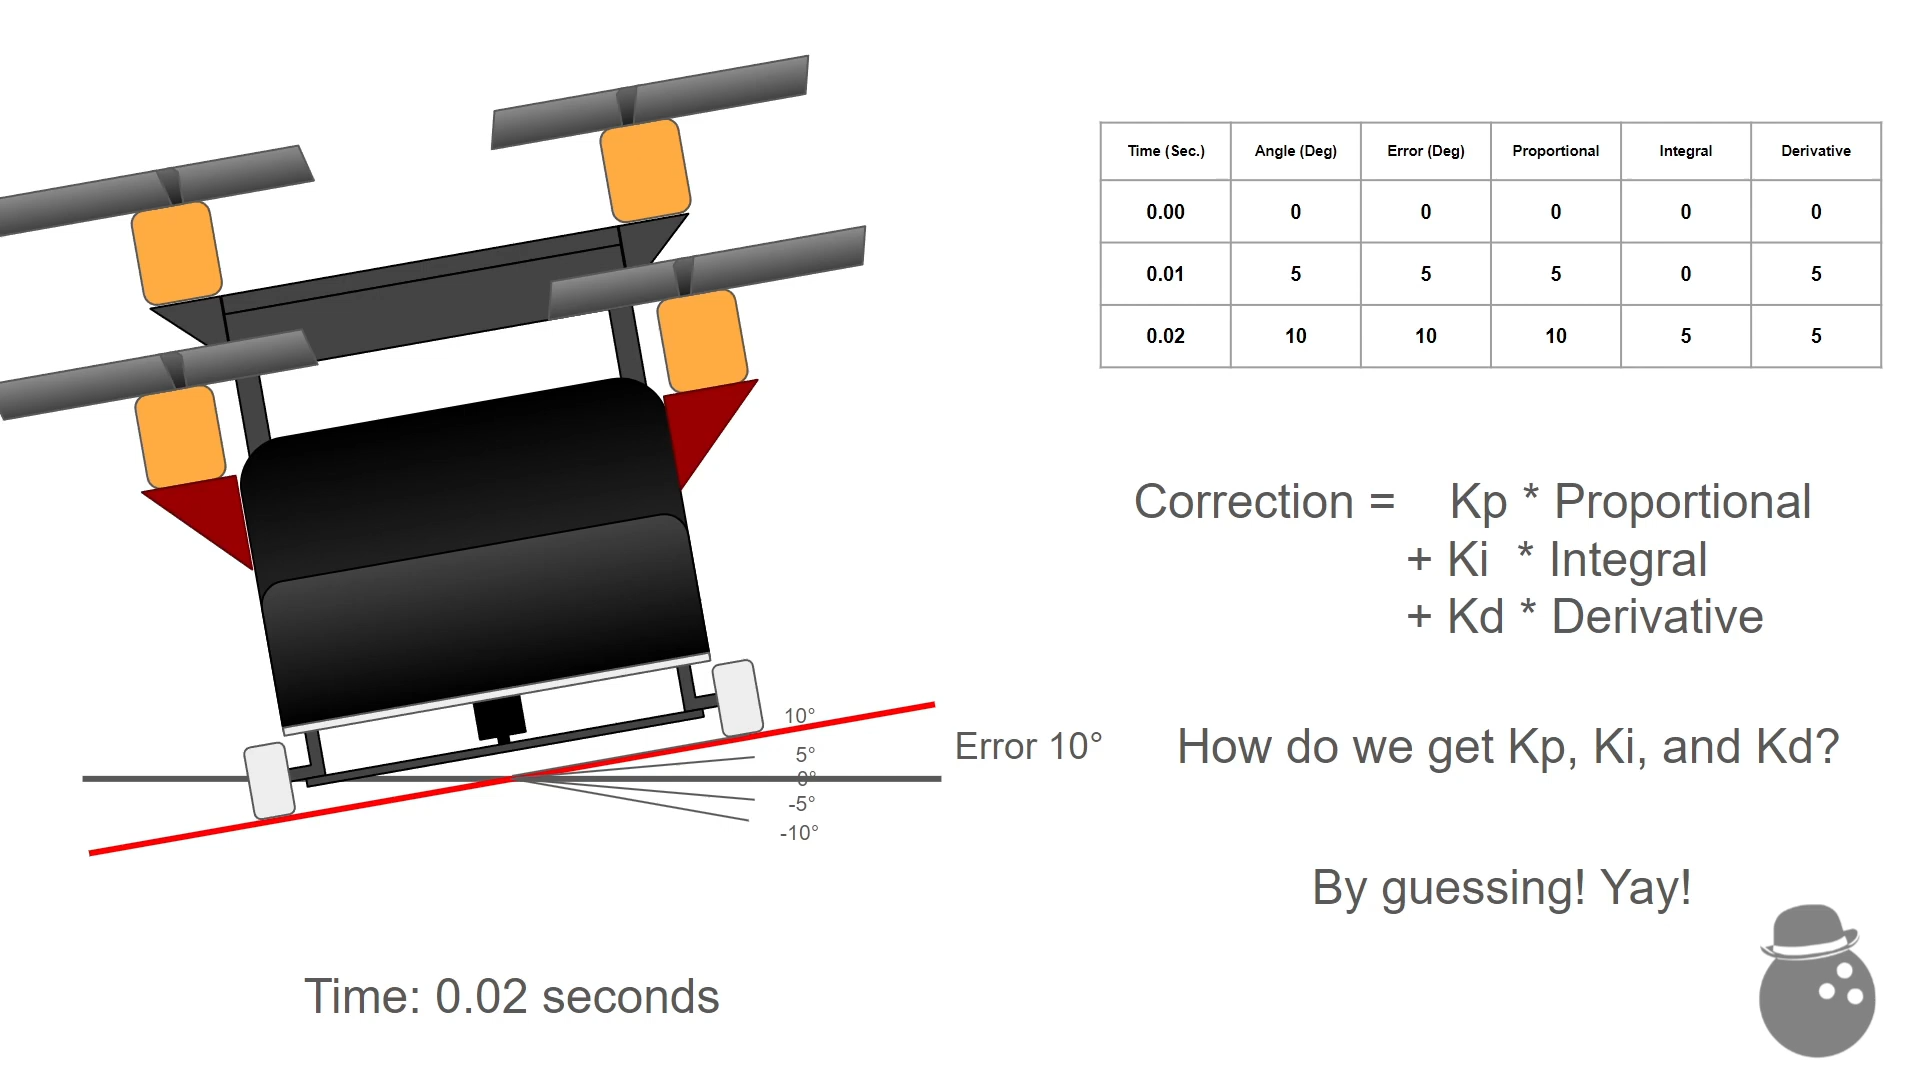 Time (Sec.) Angle (Deg) Error (Deg) Proportional Integral Derivative
0.00 0 0 0 0 0
0.01 5 5 5 0 5
0.02 10 10 10 5 5
Correction = Kp * Proportional
+ Ki * Integral
+ Kd * Derivative
10°
5°
0°
-5°
-10°
Error 10°
How do we get Kp, Ki, and Kd?
By guessing! Yay!
Time: 0.02 seconds